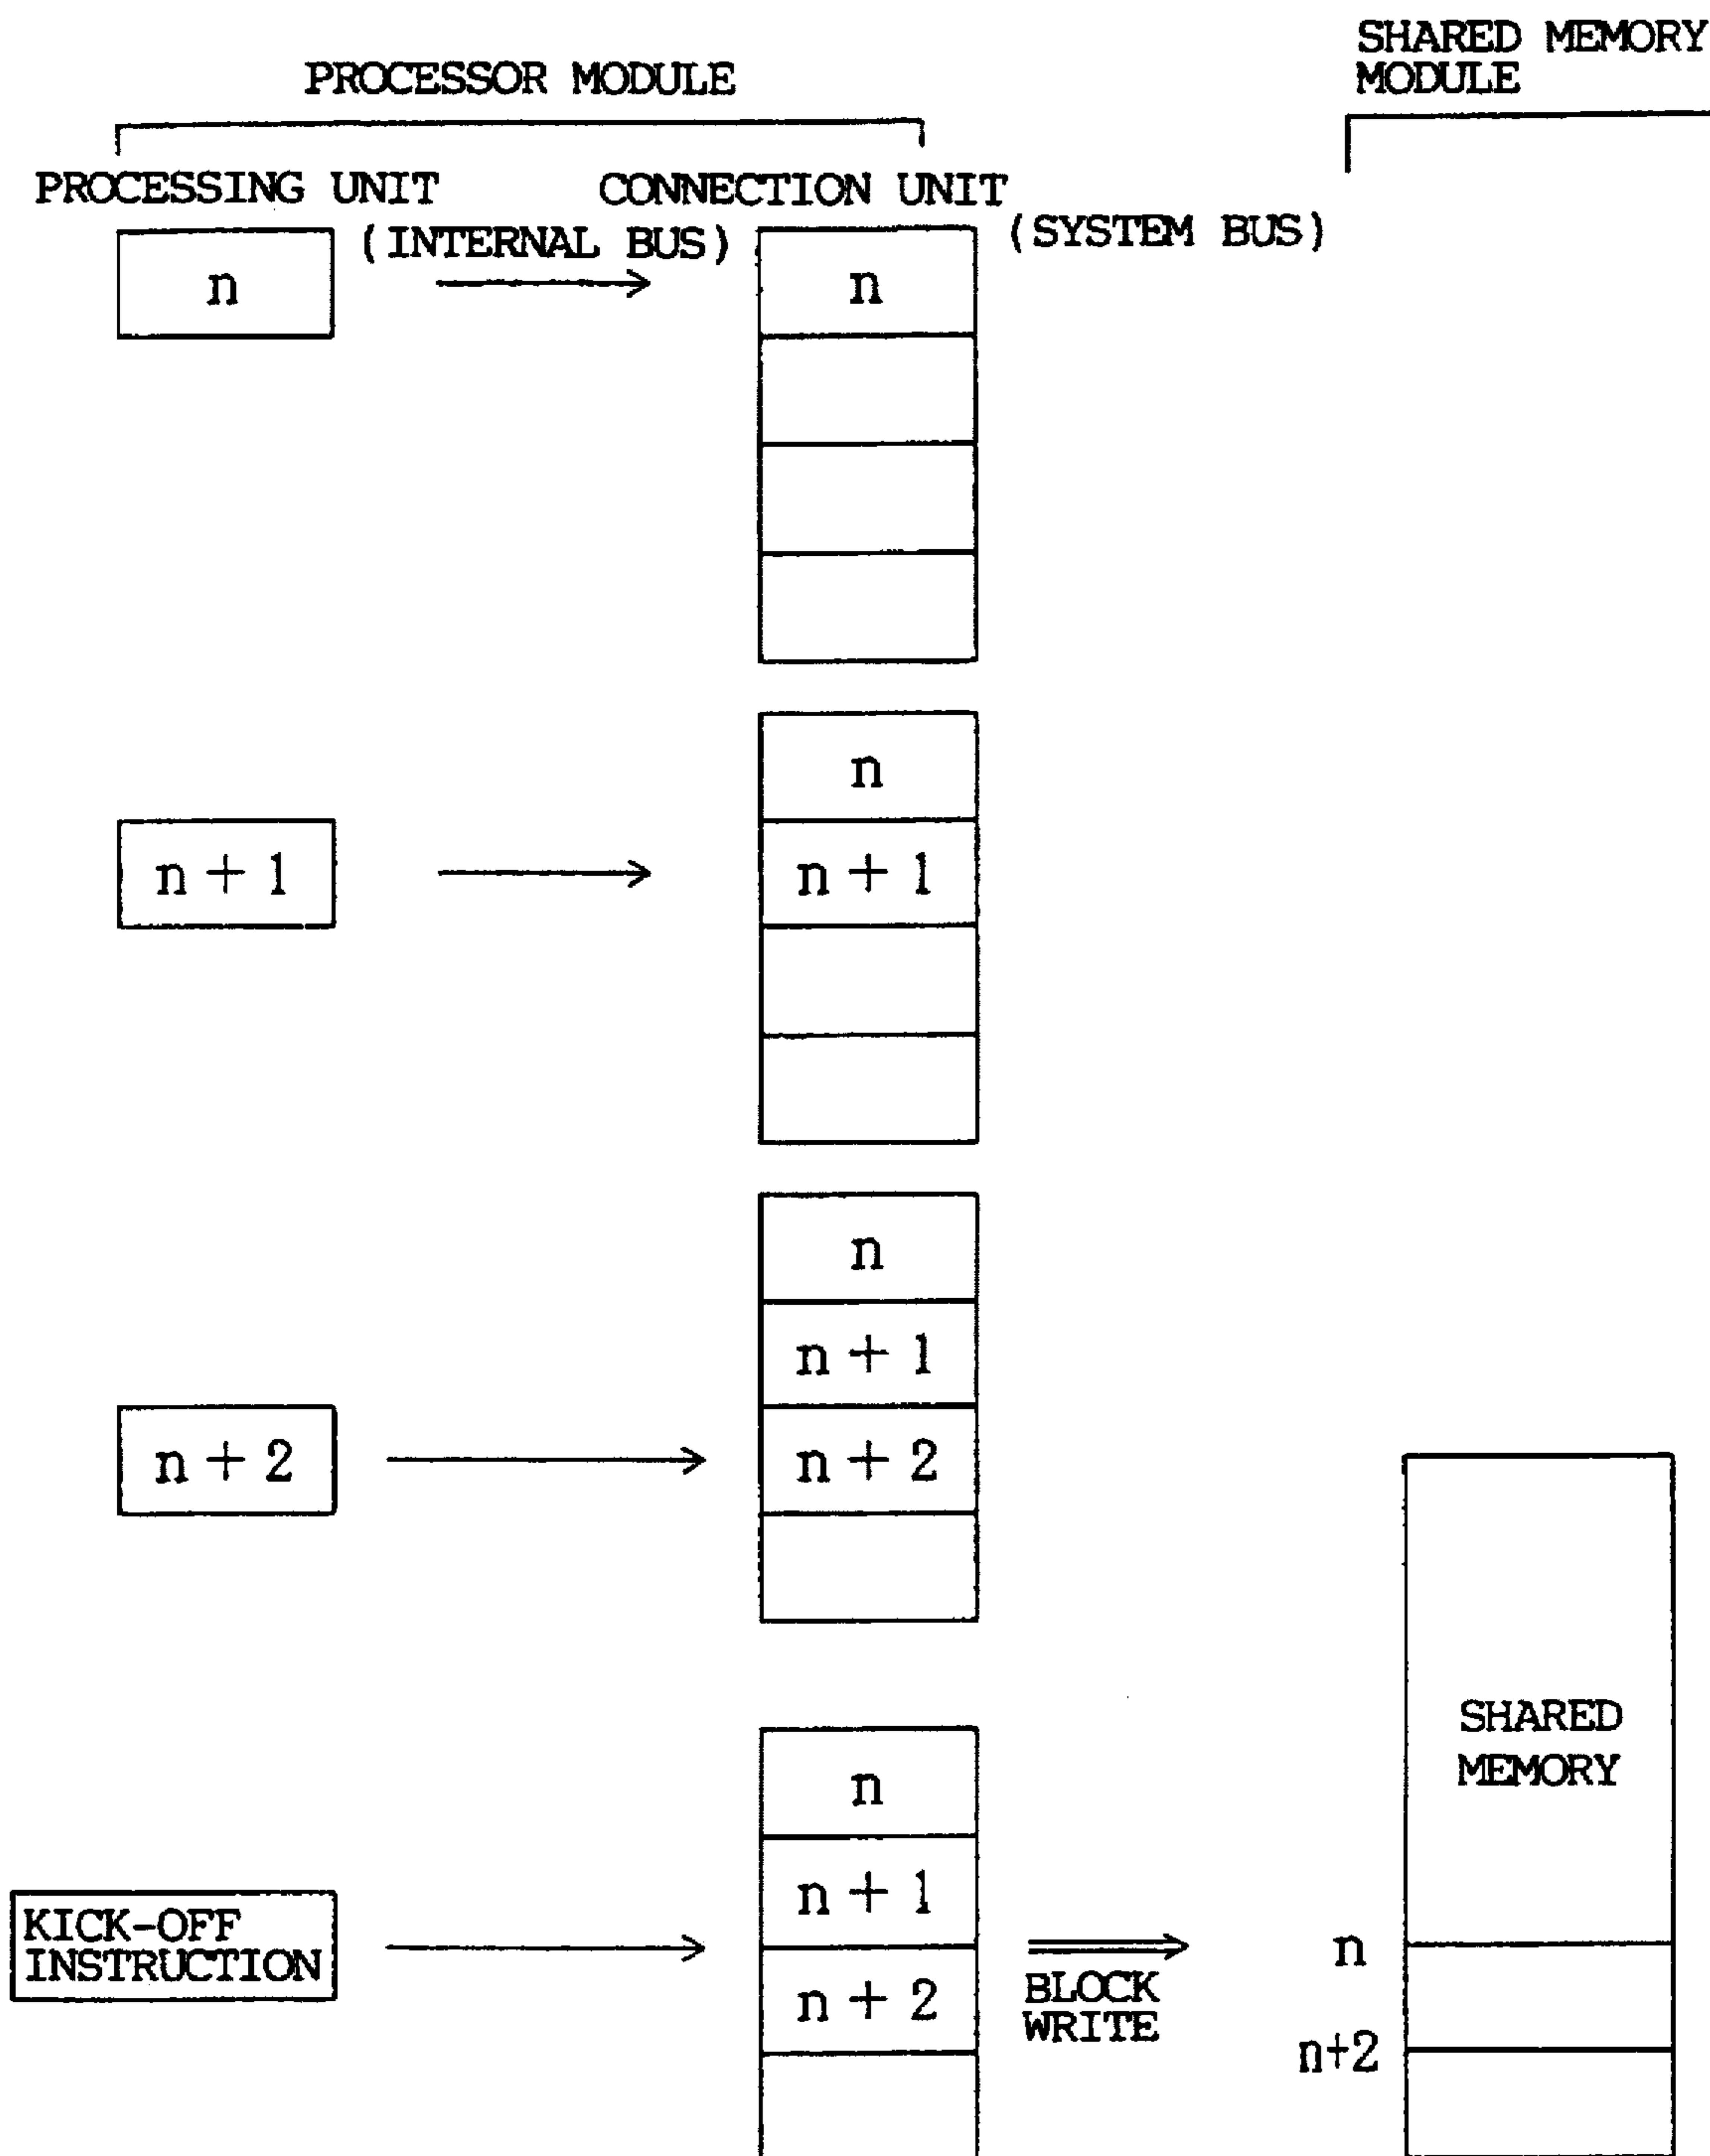 SHARED MEMORY
MODULE
PROCESSOR MODULE
PROCESSING UNIT
CONNECTION UNIT
(INTERNAL BUS)
(SYSTEM BUS)
n
n
n
n + 1
n + 1
n
n + 1
n + 2
n + 2
SHARED
MEMORY
n
n + 1
KICK-OFF
INSTRUCTION
n + 2
BLOCK
WRITE
n
n+2